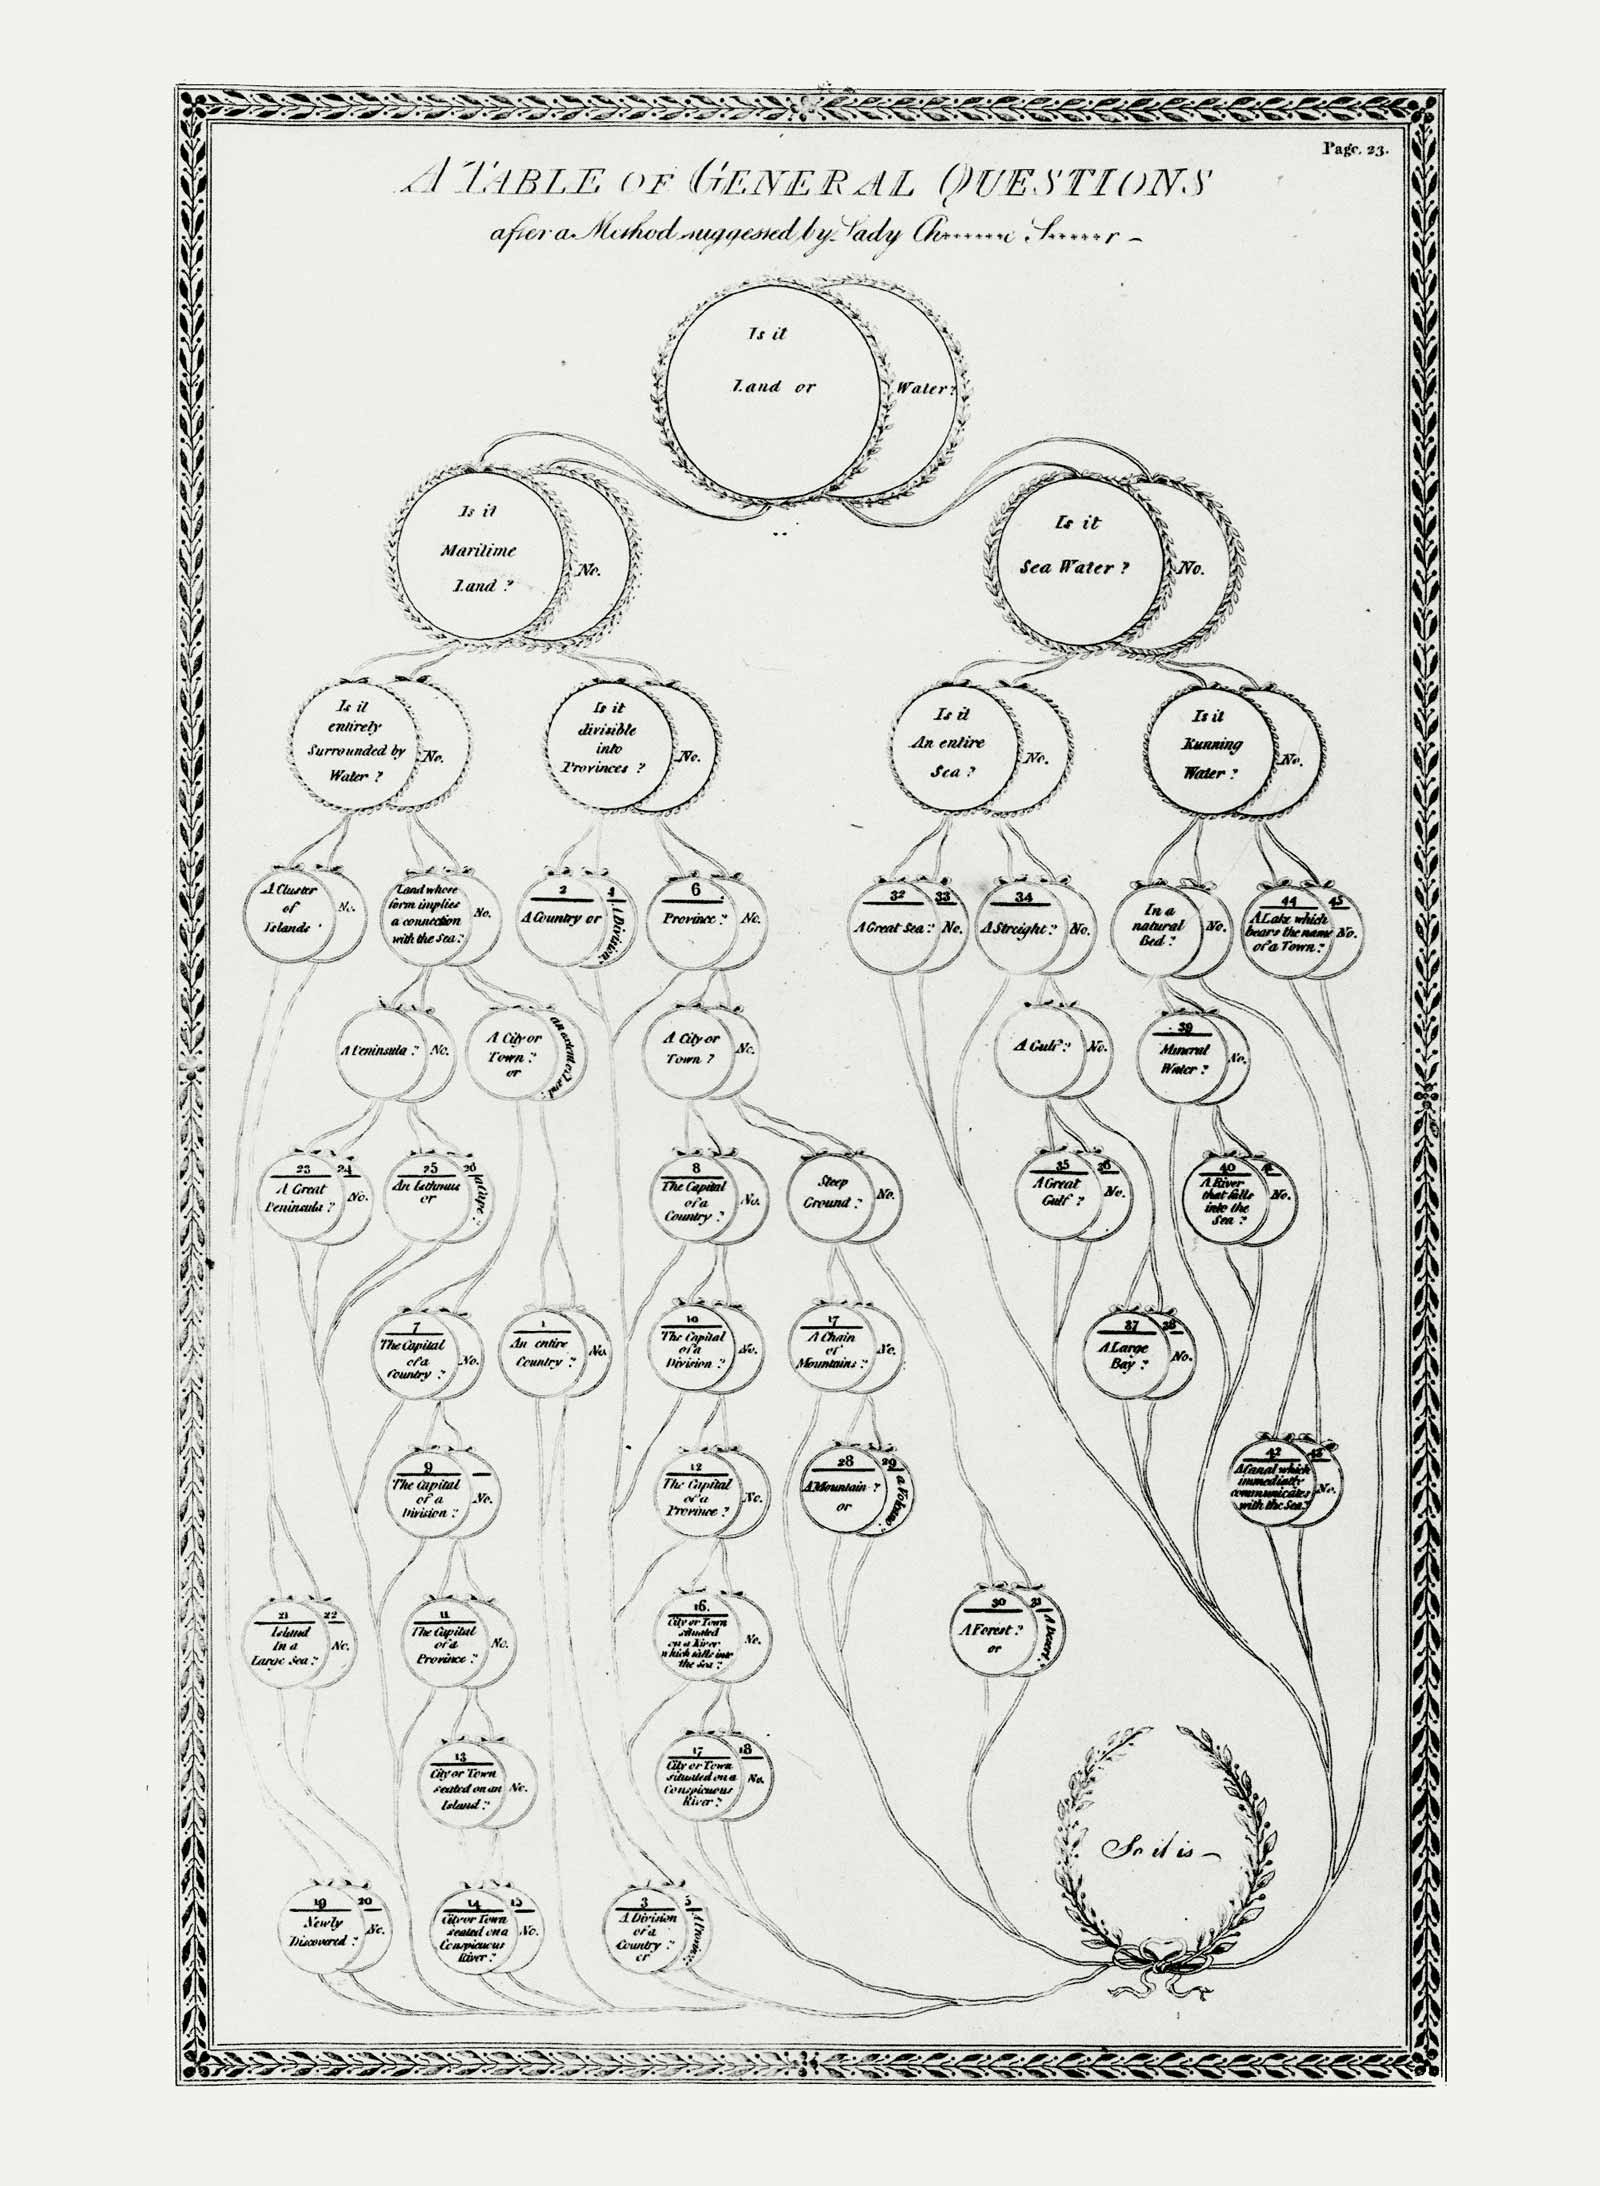 Page. 23.
A TABLE OF GENERAL QUESTIONS
after a Method suggested by Lady Ch
Is it
Land or
Water?
Is it
Maritime
Land ?
No.
Is it
Sea Water ?
No.
Is it
entirely
Surrounded by
Water ?
No.
Is it
divisible
into
Provinces ?
No.
Is it
An entire
Sea ?
No.
Is it
Running
Water ?
No.
A Cluster
of
Islands
No.
Land whose
form implies
a connection
with the Sea?
No.
2
A Country or
4
A Division?
6
Province?
No.
32
A Great Sea?
33
No.
34
A Streight?
No.
In a
natural
Bed?
No.
44
A Lake which
bears the name
of a Town?
45
No.
A Peninsula?
No.
A City or
Town?
or
an extent of Land?
A City or
Town ?
No.
A Gulf?
No.
39
Mineral
Water ?
No.
23
A Great
Peninsula?
24
No.
25
An Isthmus
or
26
a Cape?
8
The Capital
of a
Country ?
No.
Steep
Ground?
No.
35
A Great
Gulf ?
36
No.
40
A River
that falls
into the
Sea ?
41
No.
7
The Capital
of a
Country ?
No.
1
An entire
Country ?
No.
10
The Capital
of a
Division ?
No.
17
A Chain
of
Mountains ?
No.
37
A Large
Bay ?
38
No.
9
The Capital
of a
Division ?
No.
12
The Capital
of a
Province ?
No.
28
A Mountain ?
or
29
a Volcano?
42
A Canal which
immediatly
communicates
with the Sea?
43
No.
21
Island
In a
Large Sea?
22
No.
11
The Capital
of a
Province ?
No.
16.
City or Town
situated
on a River
which falls into
the Sea?
No.
30
A Forest?
or
31
A Desert?
13
City or Town
seated on an
Island ?
No.
17
City or Town
situated on a
Conspicuous
River ?
18
No.
So it is
19
Newly
Discovered ?
20
No.
14
City or Town
seated on a
Conspicuous
River ?
15
No.
3
A Division
of a
Country ?
or
5
A Province?